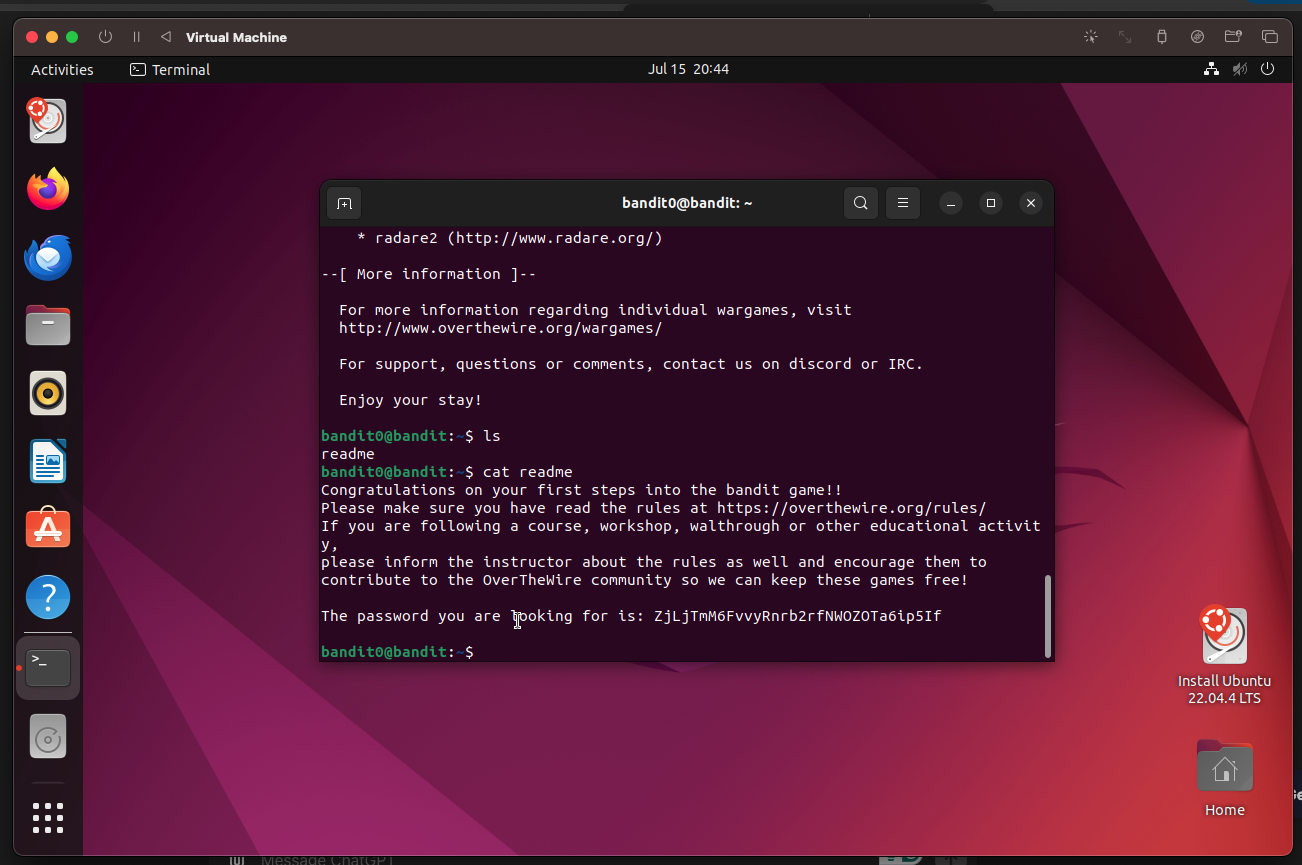 Virtual Machine
Activities
Terminal
Jul 15 20:44
bandit0@bandit: ~
* radare2 (http://www.radare.org/)
--[ More information ]--
For more information regarding individual wargames, visit
http://www.overthewire.org/wargames/
For support, questions or comments, contact us on discord or IRC.
Enjoy your stay!
bandit0@bandit:~$ ls
readme
bandit0@bandit:~$ cat readme
Congratulations on your first steps into the bandit game!!
Please make sure you have read the rules at https://overthewire.org/rules/
If you are following a course, workshop, walthrough or other educational activit
y,
please inform the instructor about the rules as well and encourage them to
contribute to the OverTheWire community so we can keep these games free!
The password you are looking for is: ZjLjTmM6FvvyRnrb2rfNWOZOTa6ip5If
bandit0@bandit:~$
Install Ubuntu
22.04.4 LTS
Home
Message ChatGPT